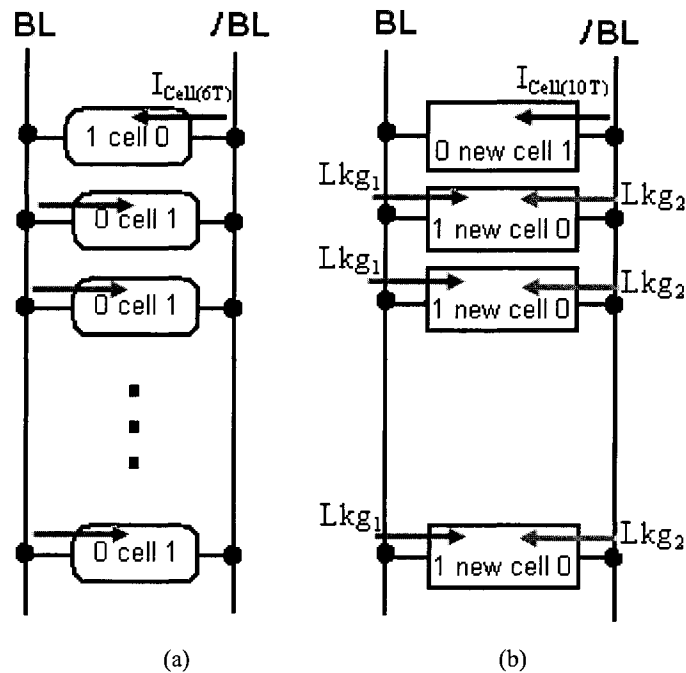 BL /BL
I_Cell(6T)
1 cell 0
0 cell 1
0 cell 1
0 cell 1
(a)
BL /BL
I_Cell(10T)
0 new cell 1
Lkg1 Lkg2
1 new cell 0
Lkg1 Lkg2
1 new cell 0
Lkg1 Lkg2
1 new cell 0
(b)